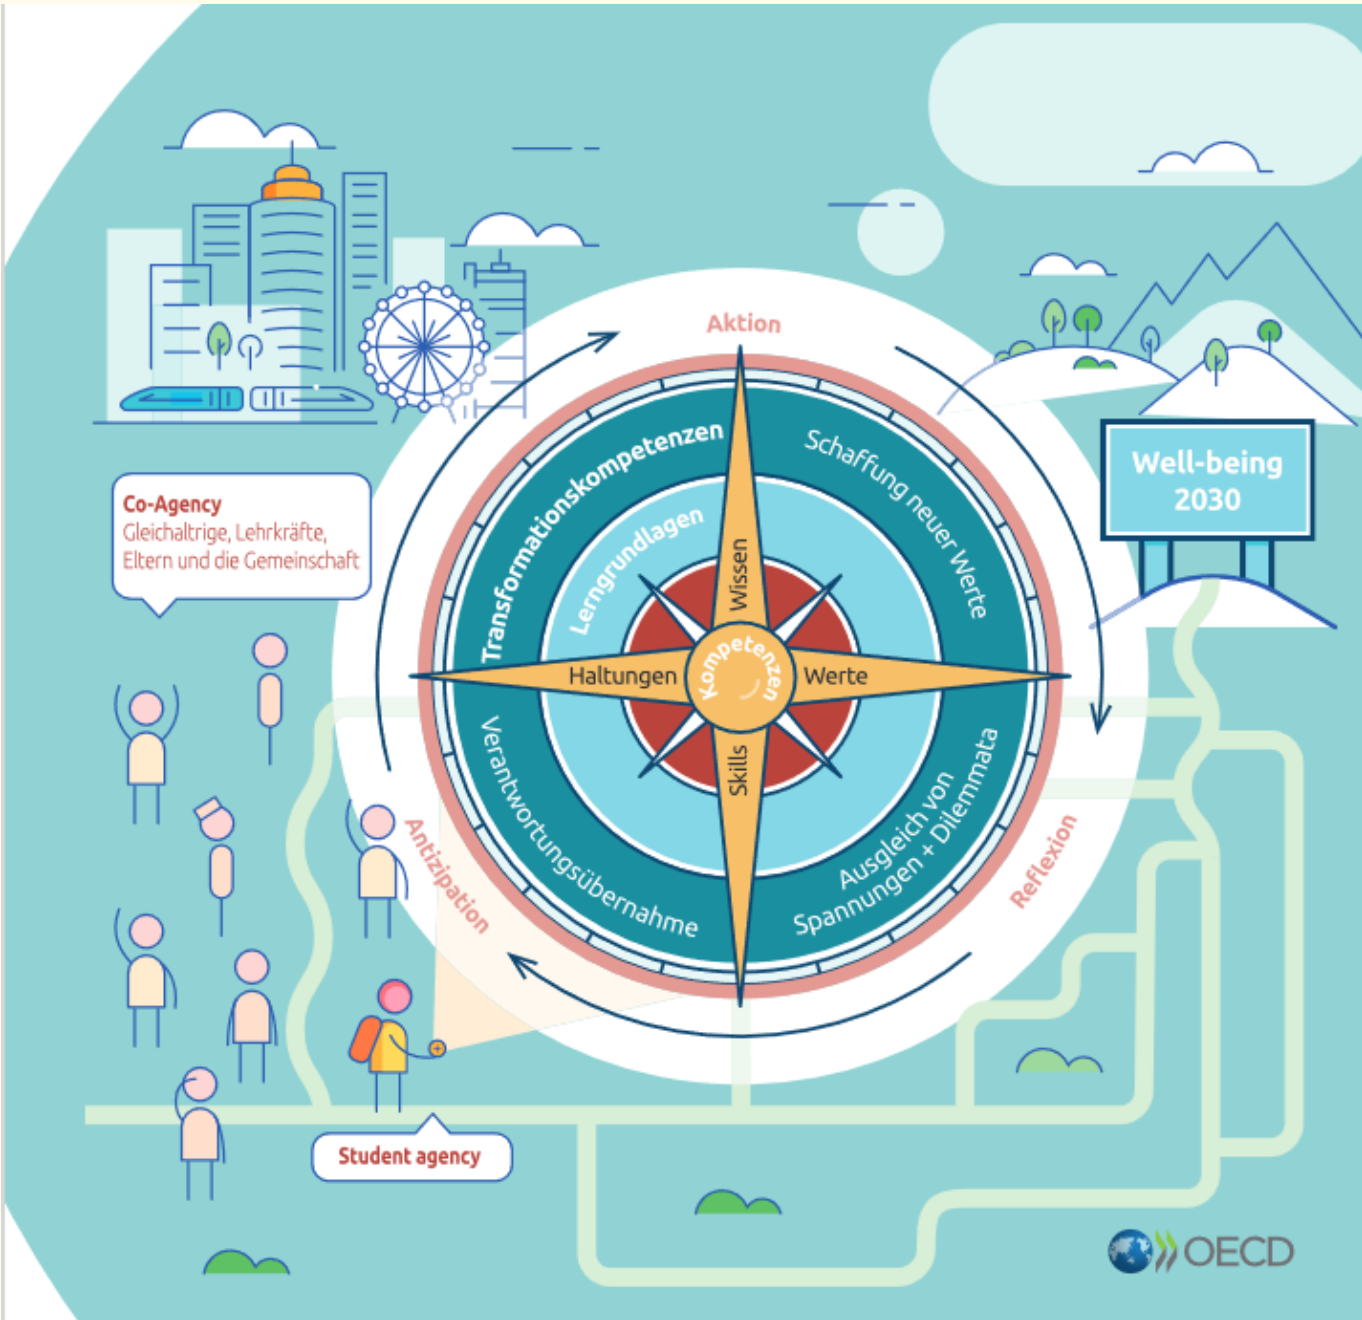 Aktion
Transformationskompetenzen
Schaffung neuer Werte
Well-being
2030
Co-Agency
Gleichaltrige, Lehrkräfte,
Eltern und die Gemeinschaft
Lerngrundlagen
Wissen
Haltungen
Kompetenzen
Werte
Skills
Verantwortungsübernahme
Ausgleich von
Spannungen + Dilemmata
Antizipation
Reflexion
Student agency
OECD